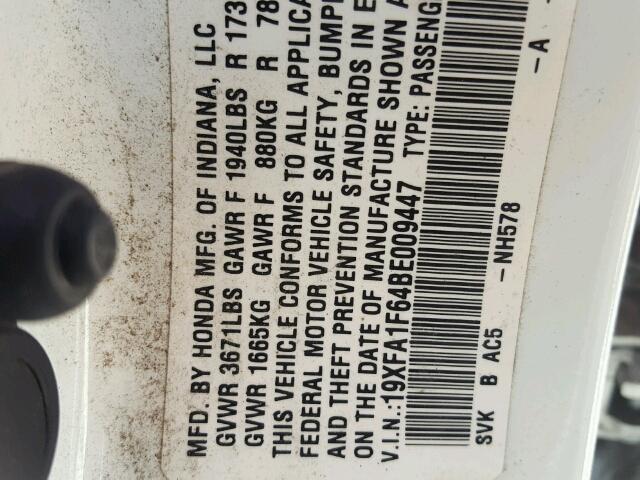 MFD. BY HONDA MFG. OF INDIANA, LLC
GVWR 3671LBS GAWR F 1940LBS R 173
GVWR 1665KG GAWR F 880KG R 78
THIS VEHICLE CONFORMS TO ALL APPLICA
FEDERAL MOTOR VEHICLE SAFETY, BUMPE
AND THEFT PREVENTION STANDARDS IN E
ON THE DATE OF MANUFACTURE SHOWN A
V.I.N.:19XFA1F64BE009447 TYPE: PASSENG
SVK B AC5 -NH578 -A